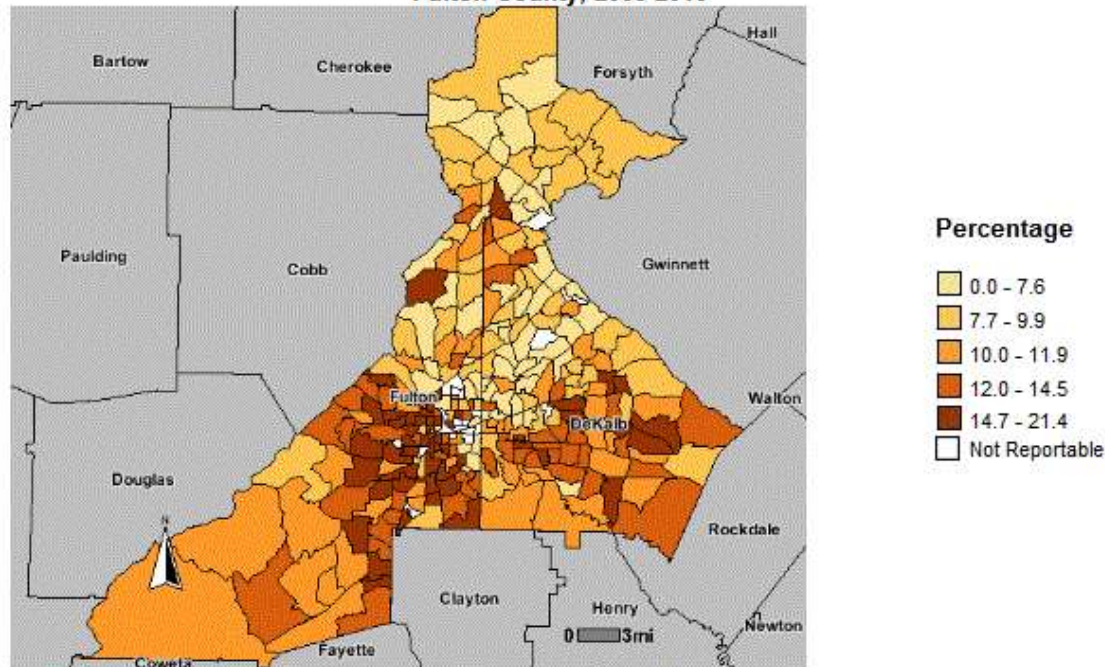 Hall
Bartow
Cherokee
Forsyth
Paulding
Cobb
Gwinnett
Percentage
0.0 - 7.6
7.7 - 9.9
10.0 - 11.9
12.0 - 14.5
14.7 - 21.4
Not Reportable
Fulton
Walton
DeKalb
Douglas
N
Rockdale
Clayton
Henry
0 3mi
Newton
Fayette
Coweta